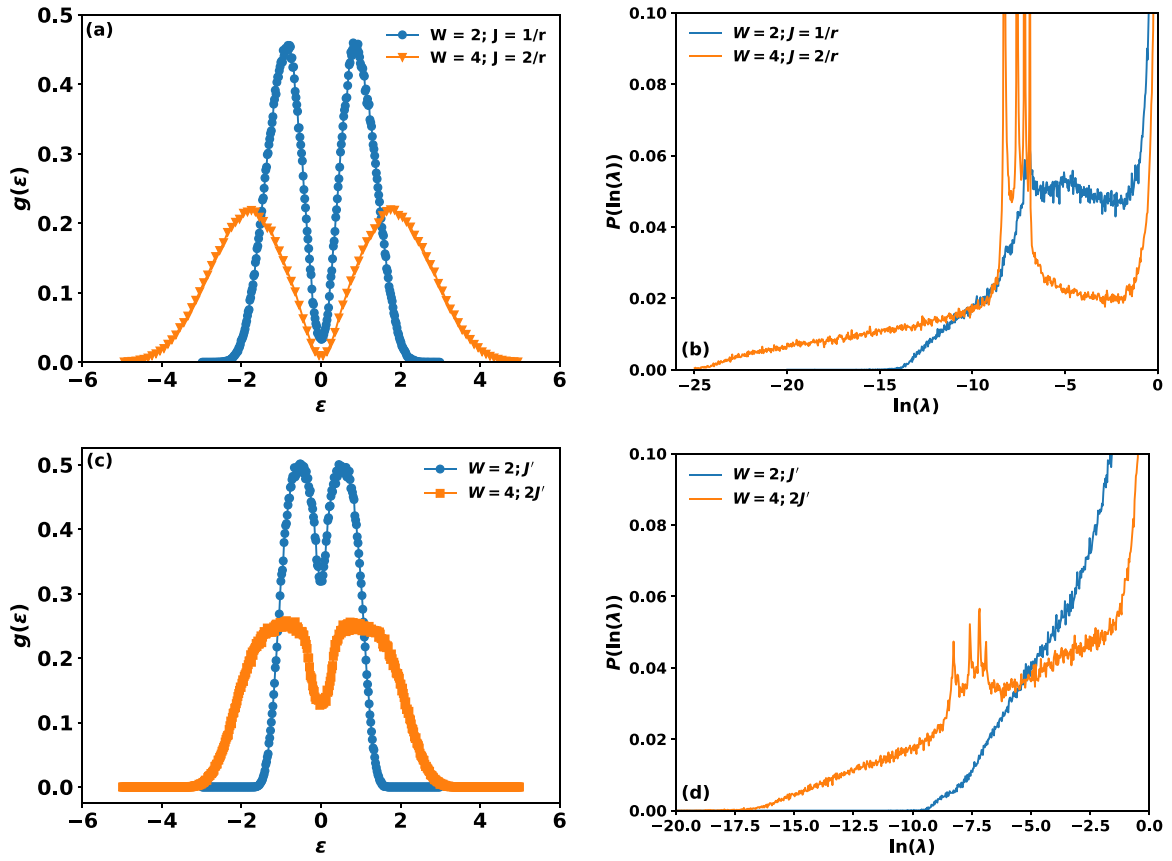 (a)
W = 2; J = 1/r
W = 4; J = 2/r
g(ε)
0.5
0.4
0.3
0.2
0.1
0.0
−6 −4 −2 0 2 4 6
ε
(b)
W = 2; J = 1/r
W = 4; J = 2/r
P(ln(λ))
0.10
0.08
0.06
0.04
0.02
0.00
−25 −20 −15 −10 −5 0
ln(λ)
(c)
W = 2; J′
W = 4; 2J′
g(ε)
0.5
0.4
0.3
0.2
0.1
0.0
−6 −4 −2 0 2 4 6
ε
(d)
W = 2; J′
W = 4; 2J′
P(ln(λ))
0.10
0.08
0.06
0.04
0.02
0.00
−20.0 −17.5 −15.0 −12.5 −10.0 −7.5 −5.0 −2.5 0.0
ln(λ)